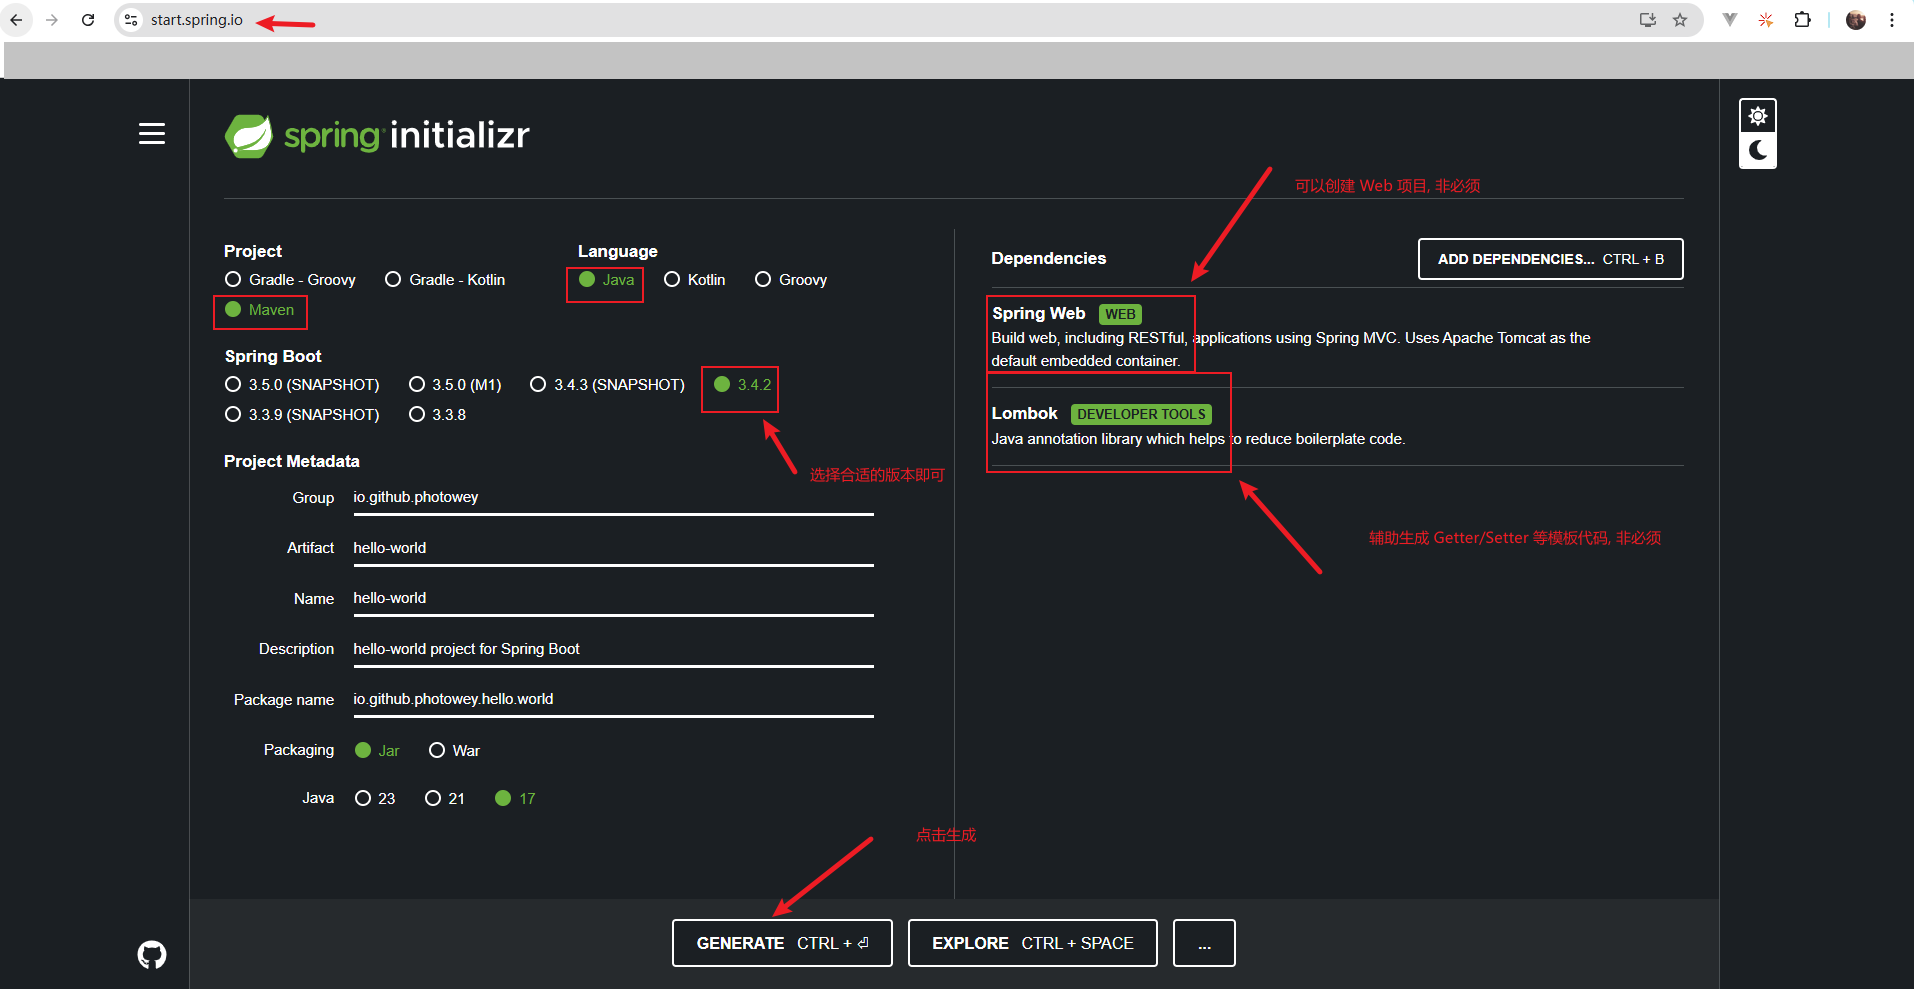 start.spring.io
spring initializr
可以创建 Web 项目, 非必须
Project
Gradle - Groovy
Gradle - Kotlin
Maven
Language
Java
Kotlin
Groovy
Spring Boot
3.5.0 (SNAPSHOT)
3.5.0 (M1)
3.4.3 (SNAPSHOT)
3.4.2
3.3.9 (SNAPSHOT)
3.3.8
选择合适的版本即可
Project Metadata
Group
io.github.photowey
Artifact
hello-world
Name
hello-world
Description
hello-world project for Spring Boot
Package name
io.github.photowey.hello.world
Packaging
Jar
War
Java
23
21
17
Dependencies
ADD DEPENDENCIES... CTRL + B
Spring Web WEB
Build web, including RESTful, applications using Spring MVC. Uses Apache Tomcat as the
default embedded container.
Lombok DEVELOPER TOOLS
Java annotation library which helps to reduce boilerplate code.
辅助生成 Getter/Setter 等模板代码, 非必须
点击生成
GENERATE CTRL + ⏎
EXPLORE CTRL + SPACE
...